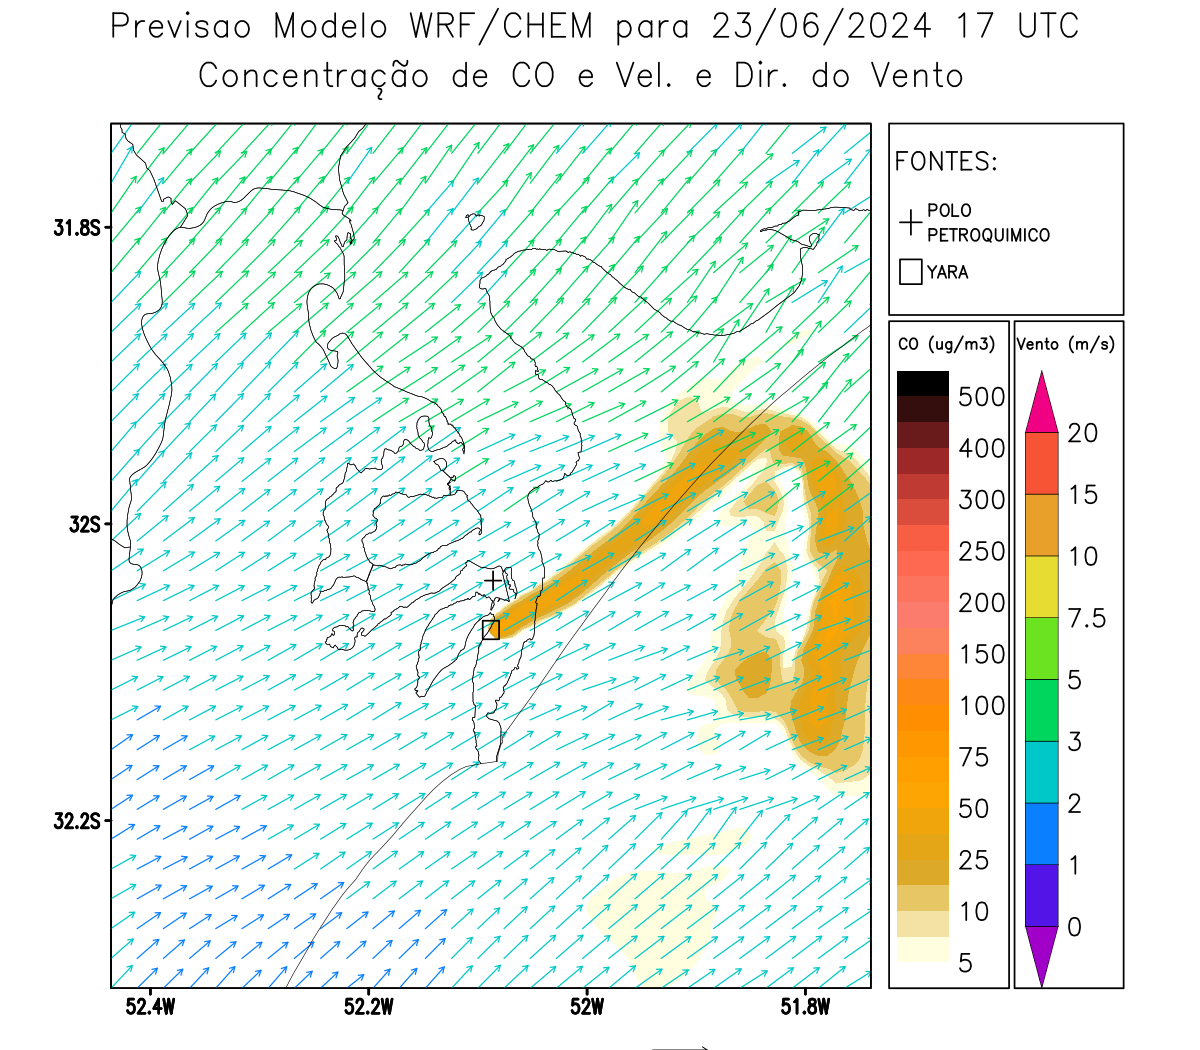 Previsao Modelo WRF/CHEM para 23/06/2024 17 UTC
Concentração de CO e Vel. e Dir. do Vento
FONTES:
POLO
PETROQUIMICO
YARA
CO (ug/m3)
500
400
300
250
200
150
100
75
50
25
10
5
Vento (m/s)
20
15
10
7.5
5
3
2
1
0
31.8S
32S
32.2S
52.4W
52.2W
52W
51.8W